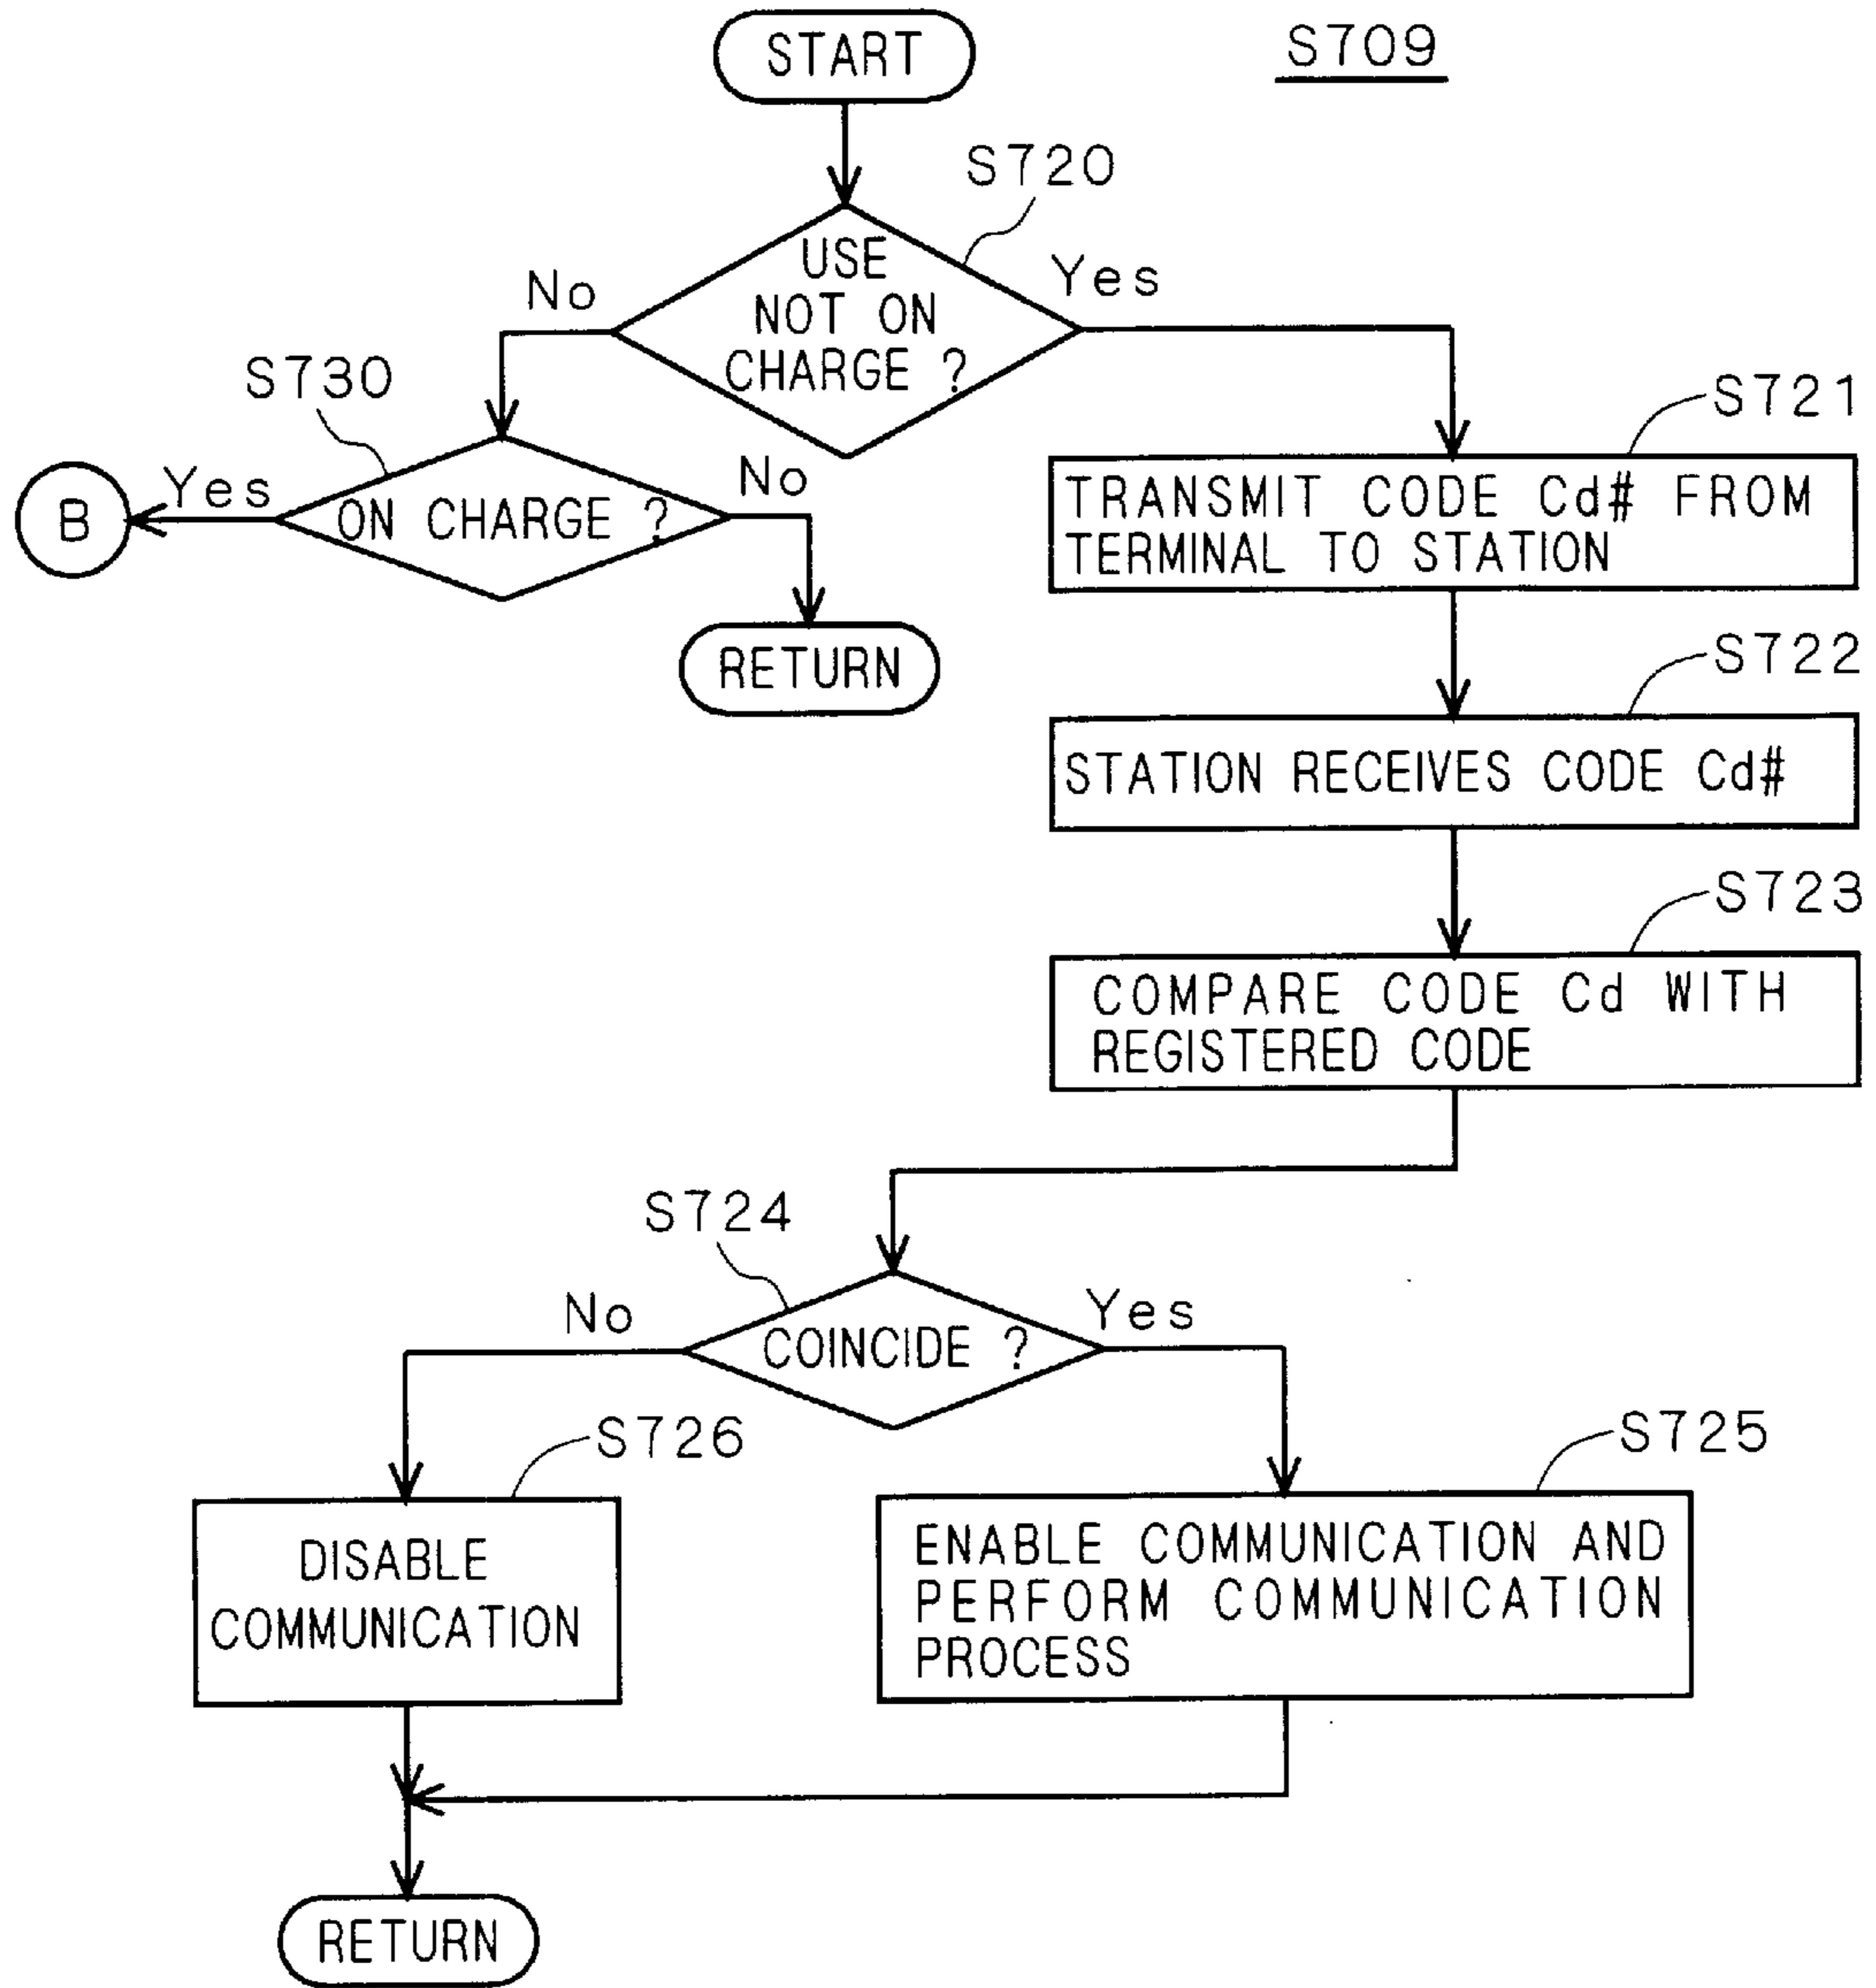 START
S709
S720
USE
NOT ON
CHARGE ?
No
Yes
S730
ON CHARGE ?
Yes
No
B
RETURN
S721
TRANSMIT CODE Cd# FROM
TERMINAL TO STATION
S722
STATION RECEIVES CODE Cd#
S723
COMPARE CODE Cd WITH
REGISTERED CODE
S724
COINCIDE ?
No
Yes
S726
DISABLE
COMMUNICATION
S725
ENABLE COMMUNICATION AND
PERFORM COMMUNICATION
PROCESS
RETURN